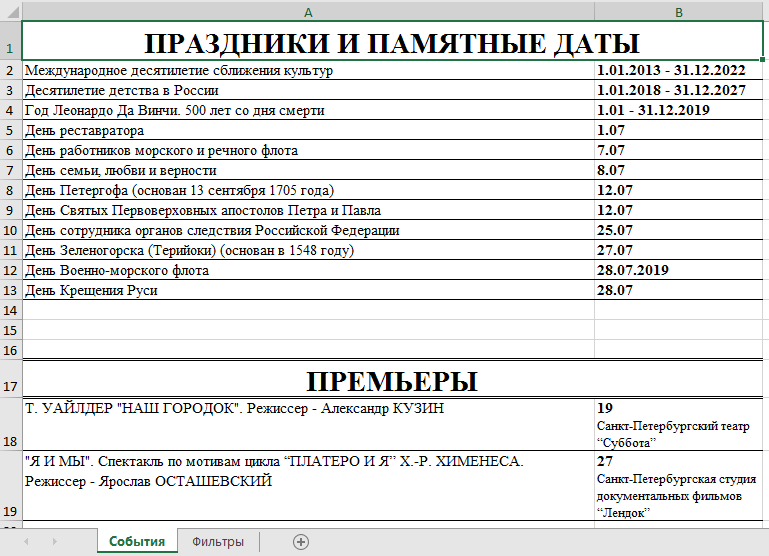 A B
1 ПРАЗДНИКИ И ПАМЯТНЫЕ ДАТЫ
2 Международное десятилетие сближения культур 1.01.2013 - 31.12.2022
3 Десятилетие детства в России 1.01.2018 - 31.12.2027
4 Год Леонардо Да Винчи. 500 лет со дня смерти 1.01 - 31.12.2019
5 День реставратора 1.07
6 День работников морского и речного флота 7.07
7 День семьи, любви и верности 8.07
8 День Петергофа (основан 13 сентября 1705 года) 12.07
9 День Святых Первоверховных апостолов Петра и Павла 12.07
10 День сотрудника органов следствия Российской Федерации 25.07
11 День Зеленогорска (Терийоки) (основан в 1548 году) 27.07
12 День Военно-морского флота 28.07.2019
13 День Крещения Руси 28.07
14
15
16
17 ПРЕМЬЕРЫ
Т. УАЙЛДЕР "НАШ ГОРОДОК". Режиссер - Александр КУЗИН 19
Санкт-Петербургский театр
18 “Суббота”
"Я И МЫ". Спектакль по мотивам цикла “ПЛАТЕРО И Я” Х.-Р. ХИМЕНЕСА. 27
Режиссер - Ярослав ОСТАШЕВСКИЙ Санкт-Петербургская студия
документальных фильмов
19 “Лендок”
События Фильтры